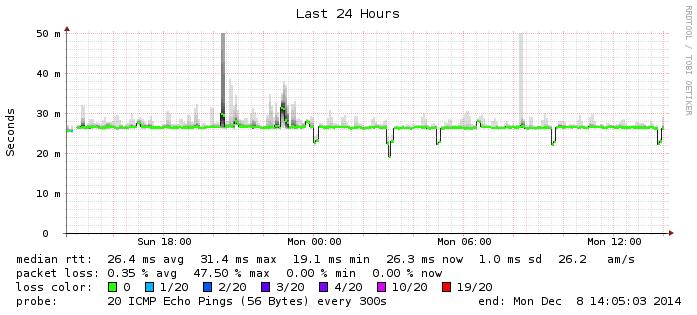 Last 24 Hours
RRDTOOL / TOBI OETIKER
Seconds
50 m
40 m
30 m
20 m
10 m
0
Sun 18:00 Mon 00:00 Mon 06:00 Mon 12:00
median rtt: 26.4 ms avg 31.4 ms max 19.1 ms min 26.3 ms now 1.0 ms sd 26.2 am/s
packet loss: 0.35 % avg 47.50 % max 0.00 % min 0.00 % now
loss color: 0 1/20 2/20 3/20 4/20 10/20 19/20
probe: 20 ICMP Echo Pings (56 Bytes) every 300s end: Mon Dec 8 14:05:03 2014